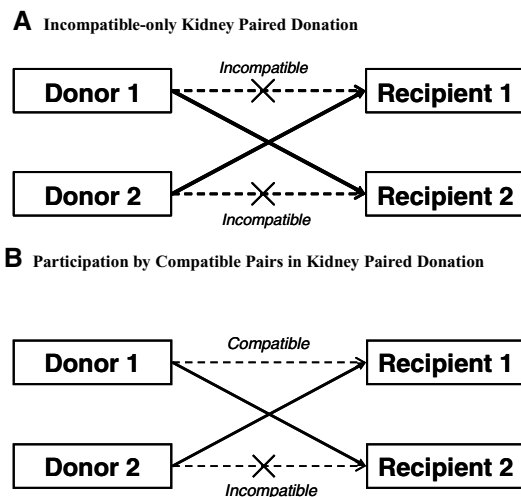 A Incompatible-only Kidney Paired Donation
Incompatible
Donor 1 Recipient 1
Donor 2 Recipient 2
Incompatible
B Participation by Compatible Pairs in Kidney Paired Donation
Compatible
Donor 1 Recipient 1
Donor 2 Recipient 2
Incompatible